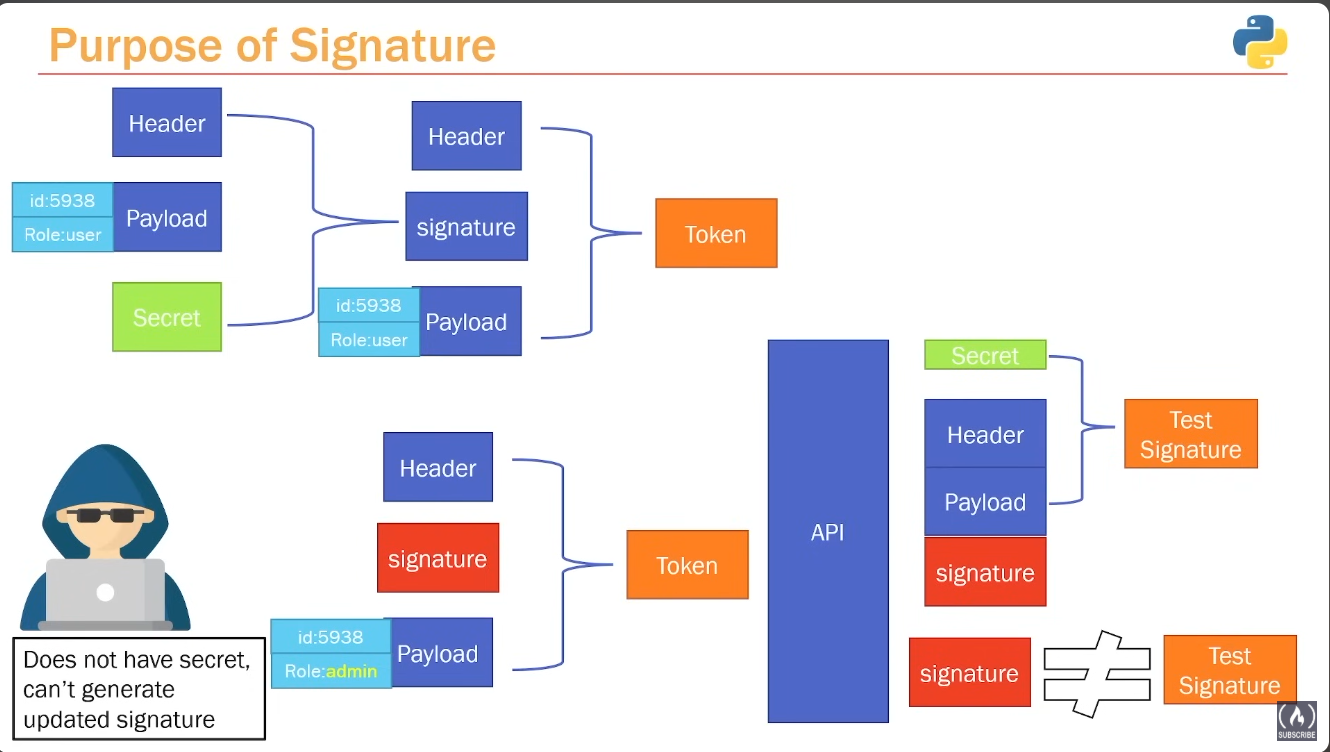 Purpose of Signature
Header
id:5938
Role:user
Payload
Secret
Header
signature
id:5938
Role:user
Payload
Token
Does not have secret,
can't generate
updated signature
Header
signature
id:5938
Role:admin
Payload
Token
API
Secret
Header
Payload
signature
Test
Signature
signature
Test
Signature
SUBSCRIBE